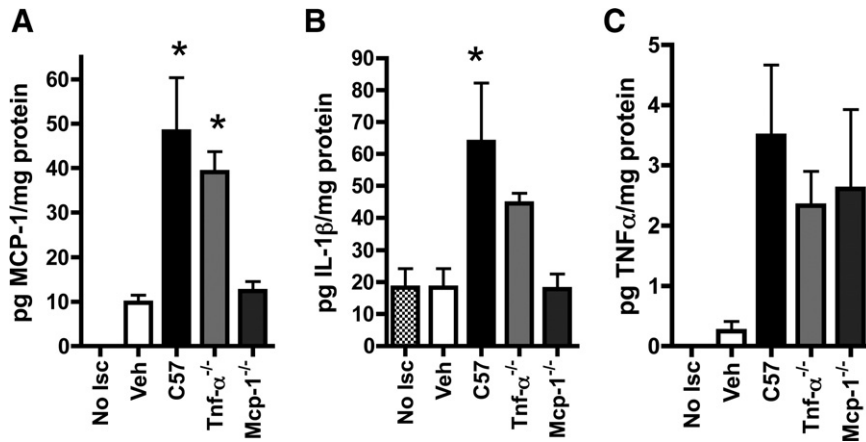 A
pg MCP-1/mg protein
60
50
40
30
20
10
0
*
*
No Isc
Veh
C57
Tnf-α-/-
Mcp-1-/-
B
pg IL-1β/mg protein
90
80
70
60
50
40
30
20
10
0
*
No Isc
Veh
C57
Tnf-α-/-
Mcp-1-/-
C
pg TNFα/mg protein
5
4
3
2
1
0
No Isc
Veh
C57
Tnf-α-/-
Mcp-1-/-